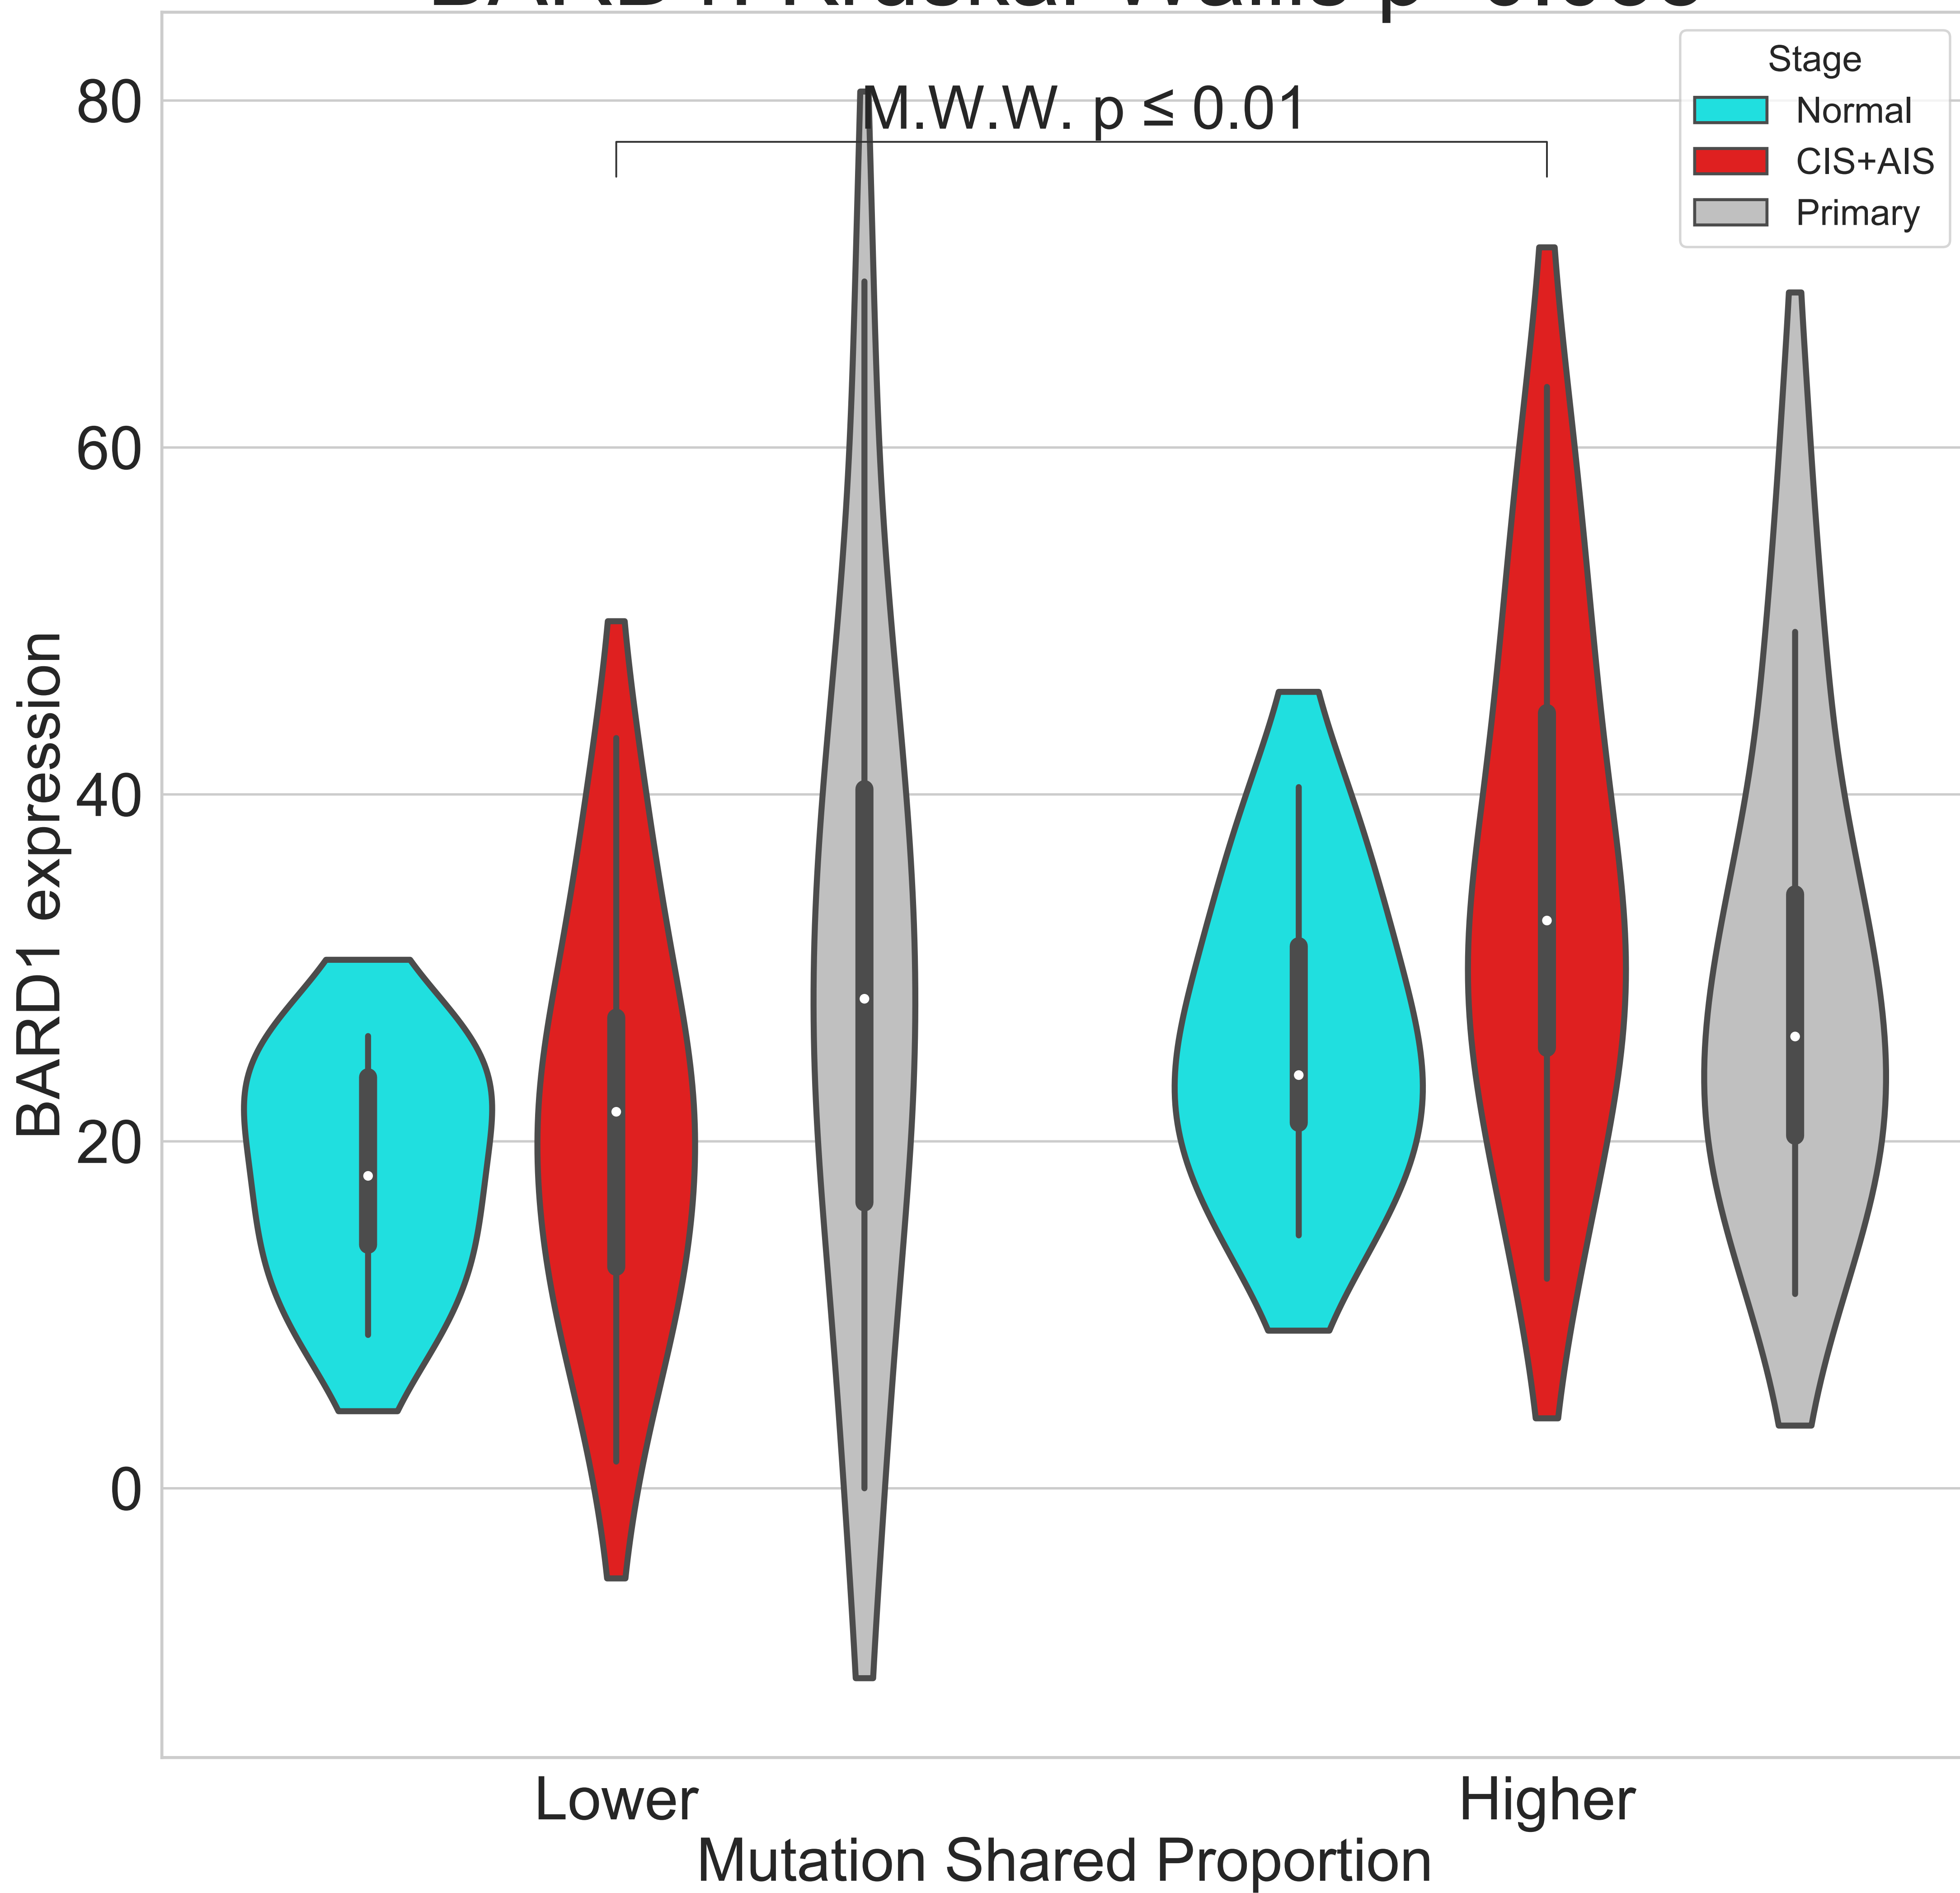 Stage
Normal
CIS+AIS
Primary
M.W.W. p ≤ 0.01
80
60
40
20
0
BARD1 expression
Lower
Higher
Mutation Shared Proportion